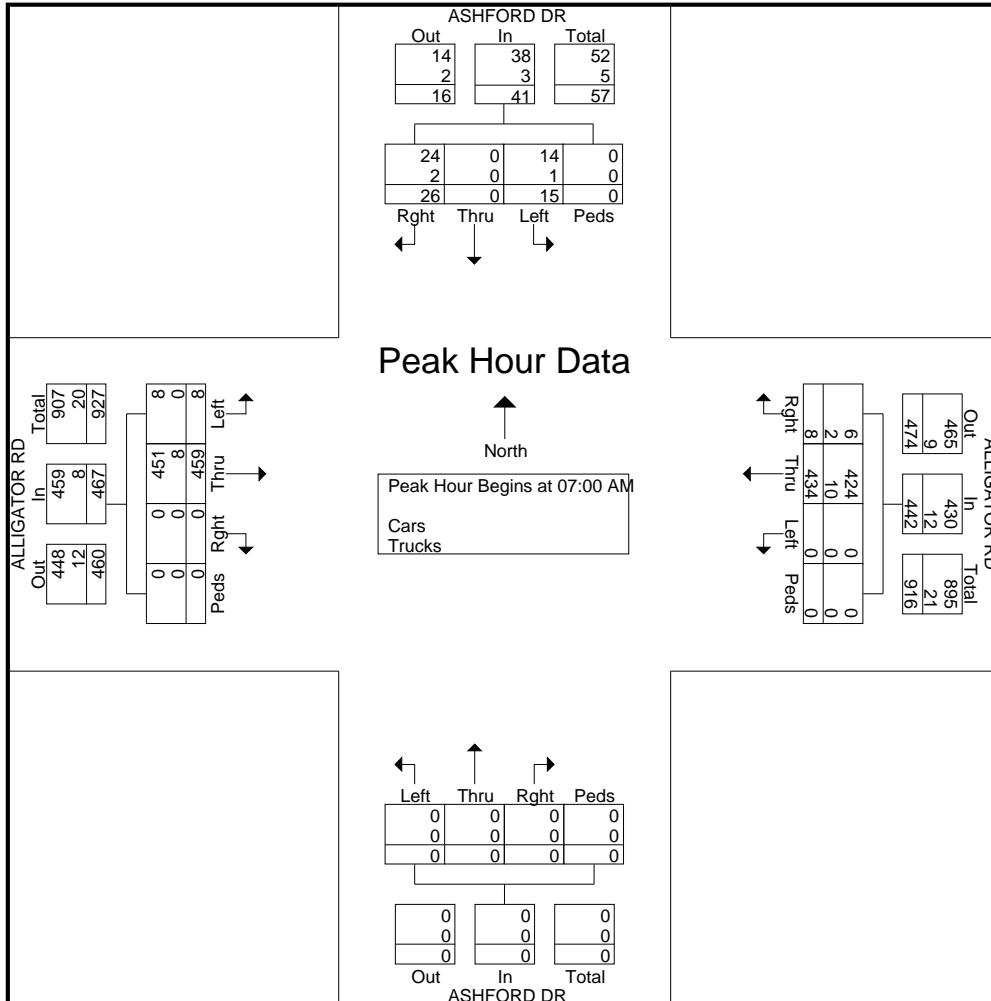 ASHFORD DR
Out In Total
14 38 52
2 3 5
16 41 57
24 0 14 0
2 0 1 0
26 0 15 0
Rght Thru Left Peds
Peak Hour Data
North
Peak Hour Begins at 07:00 AM
Cars
Trucks
ALLIGATOR RD
Out In Total
448 459 907
12 8 20
460 467 927
8 451 0 0
0 8 0 0
8 459 0 0
Left Thru Rght Peds
ALLIGATOR RD
Out In Total
465 430 895
9 12 21
474 442 916
6 424 0 0
2 10 0 0
8 434 0 0
Rght Thru Left Peds
Left Thru Rght Peds
0 0 0 0
0 0 0 0
0 0 0 0
0 0 0
0 0 0
0 0 0
Out In Total
ASHFORD DR